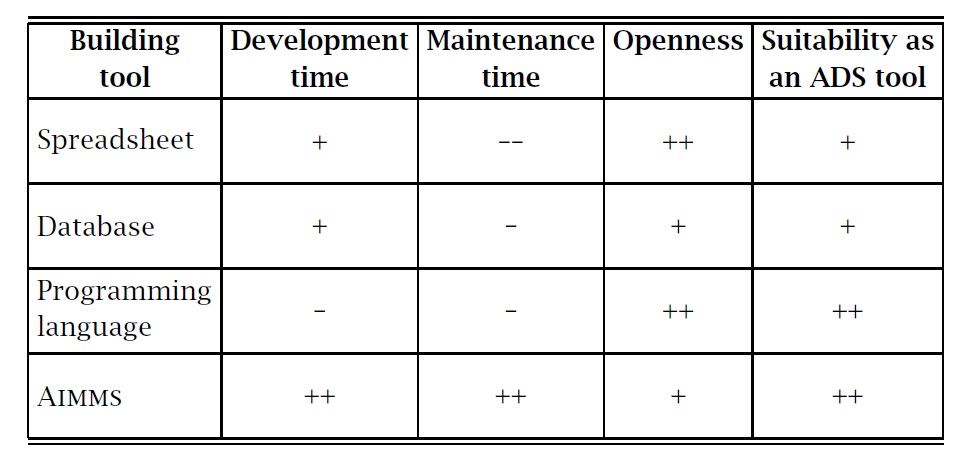 Building Development Maintenance Openness Suitability as
tool time time an ADS tool
Spreadsheet + -- ++ +
Database + - + +
Programming
language - - ++ ++
AIMMS ++ ++ + ++